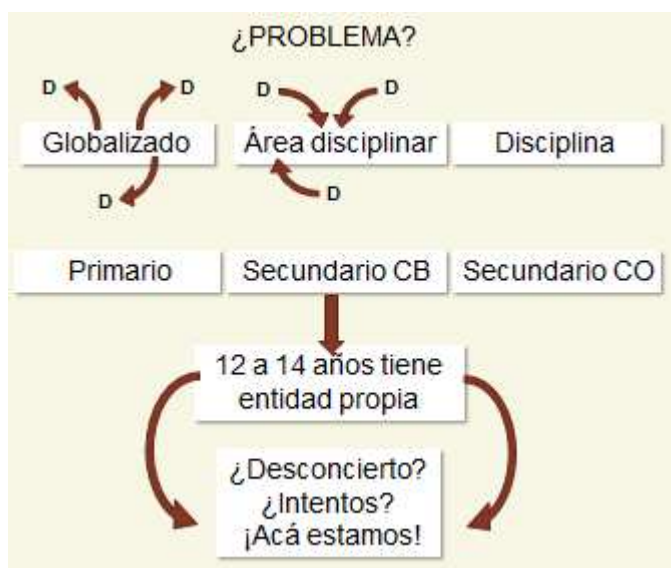 ¿PROBLEMA?
D D D D
Globalizado Área disciplinar Disciplina
D D
Primario Secundario CB Secundario CO
12 a 14 años tiene
entidad propia
¿Desconcierto?
¿Intentos?
¡Acá estamos!